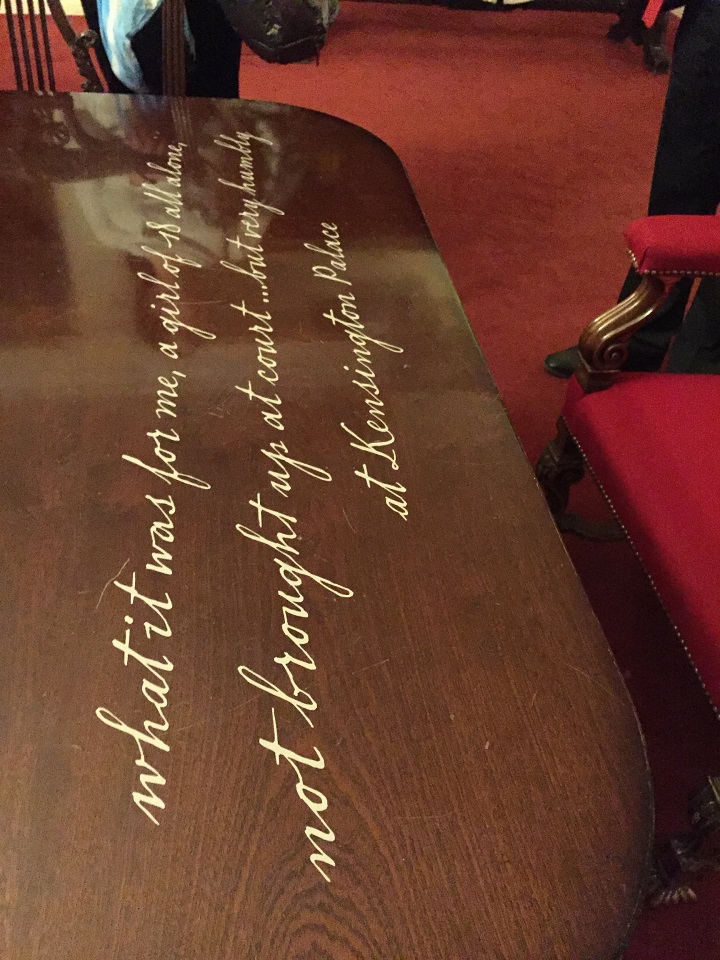 what it was for me, a girl of 18 all alone,
not brought up at court...but very humbly
at Kensington Palace